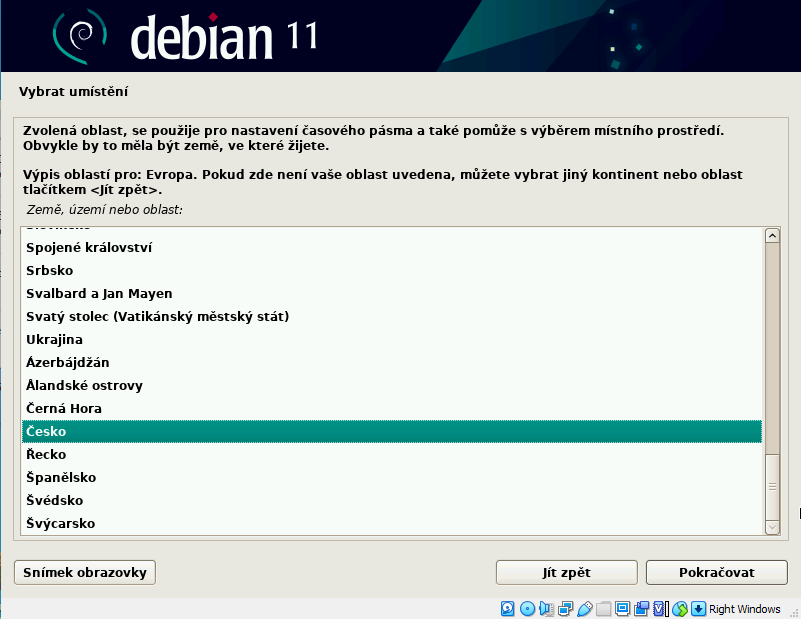 debian 11
Vybrat umístění
Zvolená oblast, se použije pro nastavení časového pásma a také pomůže s výběrem místního prostředí.
Obvykle by to měla být země, ve které žijete.
Výpis oblastí pro: Evropa. Pokud zde není vaše oblast uvedena, můžete vybrat jiný kontinent nebo oblast
tlačítkem <Jít zpět>.
Země, území nebo oblast:
Spojené království
Srbsko
Svalbard a Jan Mayen
Svatý stolec (Vatikánský městský stát)
Ukrajina
Ázerbájdžán
Ålandské ostrovy
Černá Hora
Česko
Řecko
Španělsko
Švédsko
Švýcarsko
Snímek obrazovky
Jít zpět
Pokračovat
Right Windows